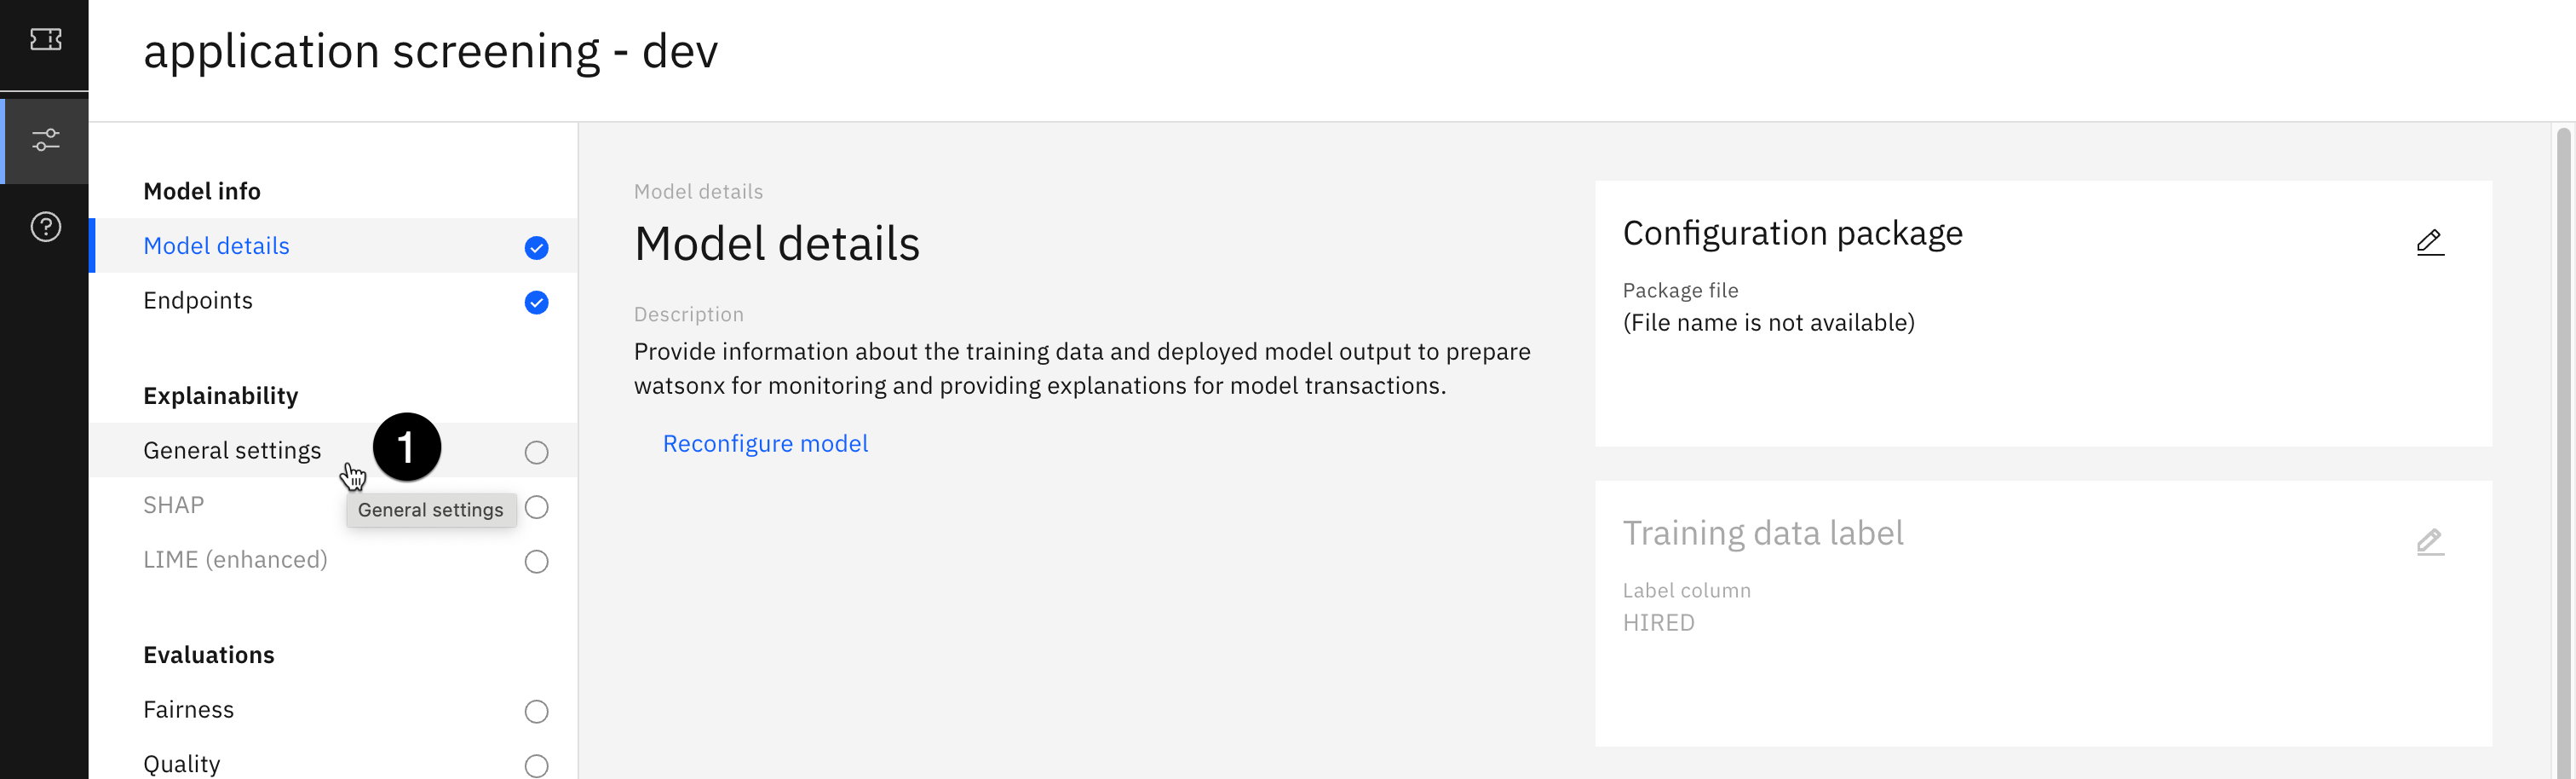 application screening - dev
Model info
Model details
Endpoints
Explainability
General settings
1
SHAP
General settings
LIME (enhanced)
Evaluations
Fairness
Quality
Model details
Model details
Description
Provide information about the training data and deployed model output to prepare
watsonx for monitoring and providing explanations for model transactions.
Reconfigure model
Configuration package
Package file
(File name is not available)
Training data label
Label column
HIRED